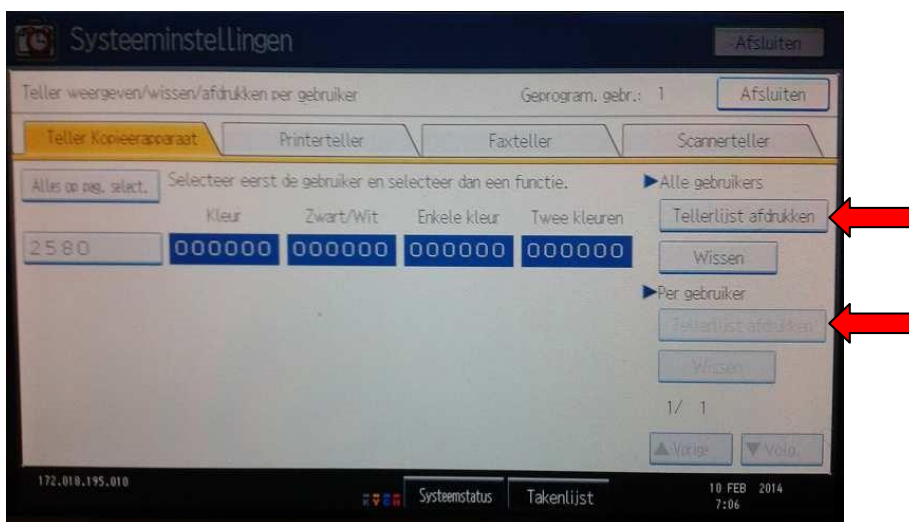 Systeeminstellingen Afsluiten
Teller weergeven/wissen/afdrukken per gebruiker Geprogram. gebr.: 1 Afsluiten
Teller Kopieerapparaat Printerteller Faxteller Scannerteller
Alles op pag. select. Selecteer eerst de gebruiker en selecteer dan een functie. ▶Alle gebruikers
Kleur Zwart/Wit Enkele kleur Twee kleuren Tellerlijst afdrukken
2580 000000 000000 000000 000000 Wissen
▶Per gebruiker
Tellerlijst afdrukken
Wissen
1/ 1
▲Vorige ▼Volg.
172.018.195.010 Systeemstatus Takenlijst 10 FEB 2014
7:06